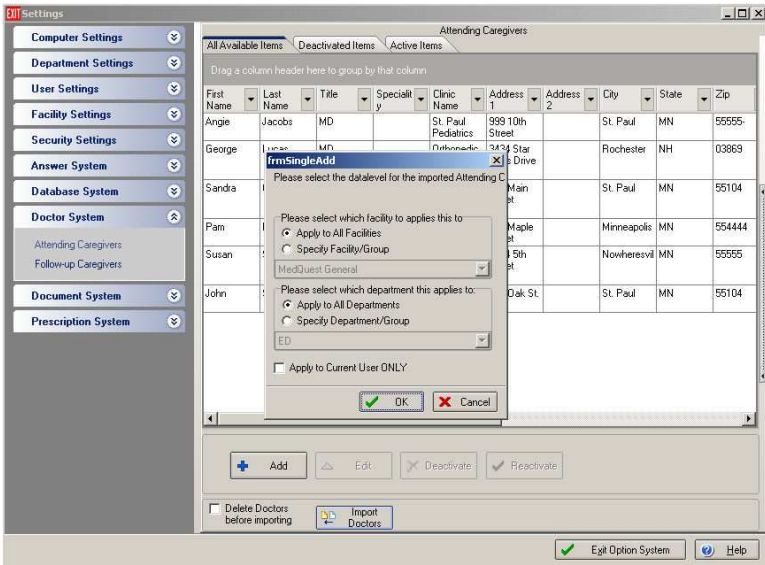 EXIT Settings
Computer Settings
Department Settings
User Settings
Facility Settings
Security Settings
Answer System
Database System
Doctor System
Attending Caregivers
Follow-up Caregivers
Document System
Prescription System
Attending Caregivers
All Available Items Deactivated Items Active Items
Drag a column header here to group by that column
First Last Title Specialit Clinic Address Address City State Zip
Name Name y Name 1 2
Angie Jacobs MD St. Paul 999 10th St. Paul MN 55555-
Pediatrics Street
George Lucas MD Orthopedic 3434 Star Rochester NH 03869
s Drive
Sandra Main St. Paul MN 55104
et
Pam Maple Minneapolis MN 554444
et
Susan 5th Nowheresvil MN 55555
et
John Oak St. St. Paul MN 55104
frmSingleAdd
Please select the datalevel for the imported Attending C
Please select which facility to applies this to
Apply to All Facilities
Specify Facility/Group
MedQuest General
Please select which department this applies to:
Apply to All Departments
Specify Department/Group
ED
Apply to Current User ONLY
OK Cancel
Add Edit Deactivate Reactivate
Delete Doctors
before importing
Import
Doctors
Exit Option System Help